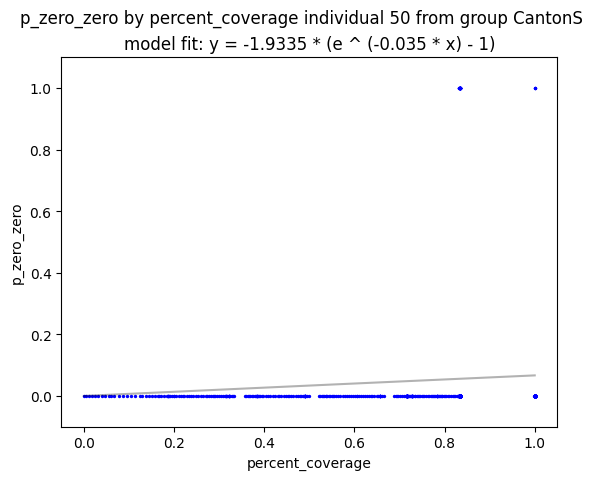 p_zero_zero by percent_coverage individual 50 from group CantonS
model fit: y = -1.9335 * (e ^ (-0.035 * x) - 1)
1.0
0.8
0.6
0.4
0.2
0.0
p_zero_zero
0.0 0.2 0.4 0.6 0.8 1.0
percent_coverage